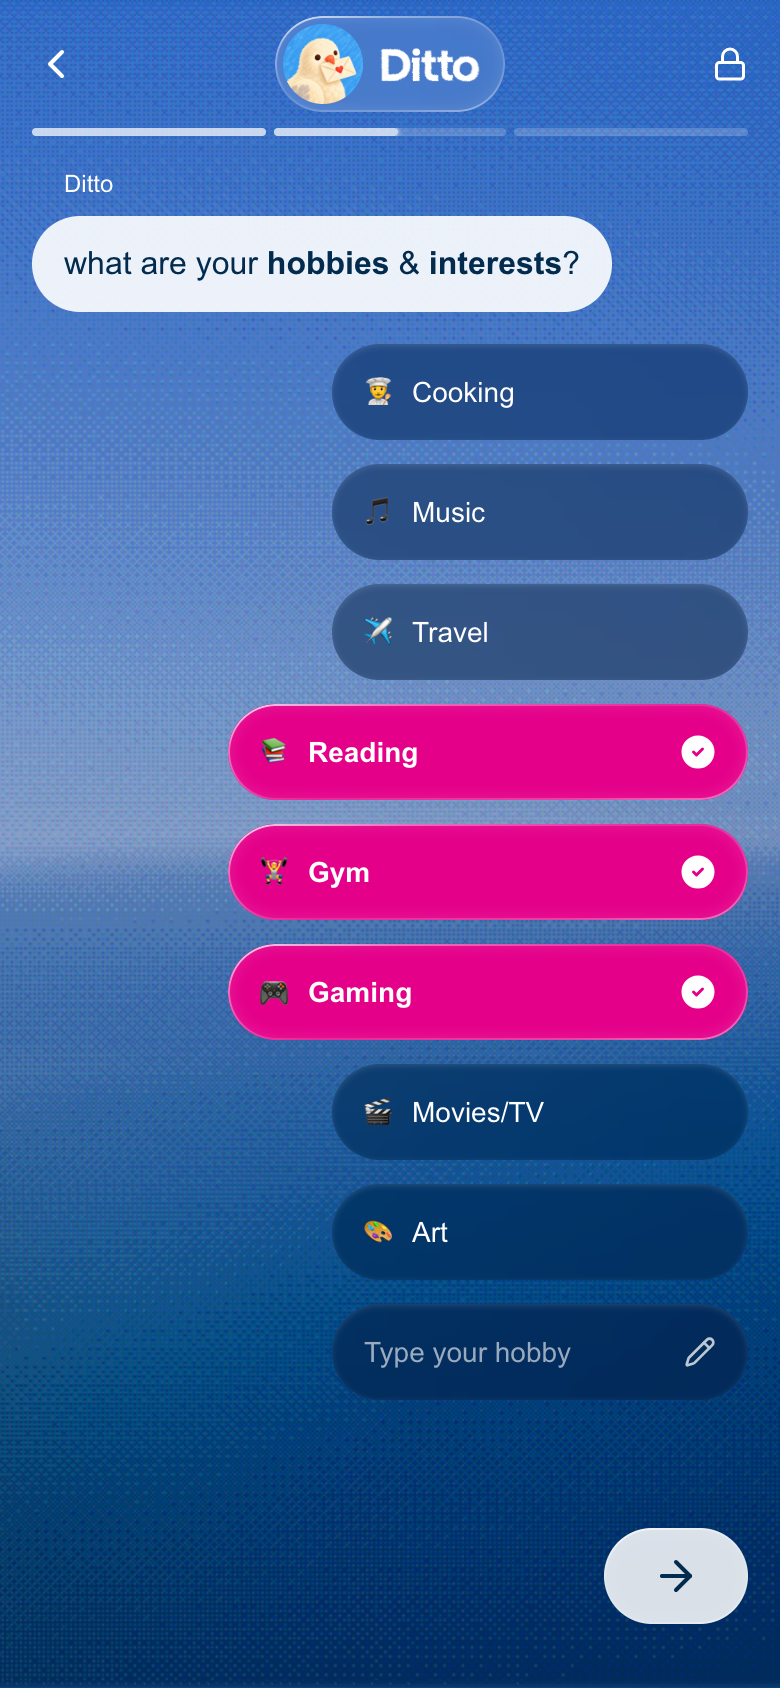 Ditto
Ditto
what are your hobbies & interests?
Cooking
Music
Travel
Reading
Gym
Gaming
Movies/TV
Art
Type your hobby